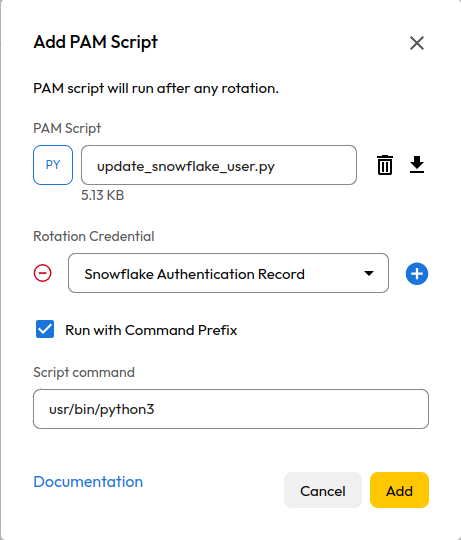 Add PAM Script
PAM script will run after any rotation.
PAM Script
PY update_snowflake_user.py
5.13 KB
Rotation Credential
Snowflake Authentication Record
Run with Command Prefix
Script command
usr/bin/python3
Documentation Cancel Add